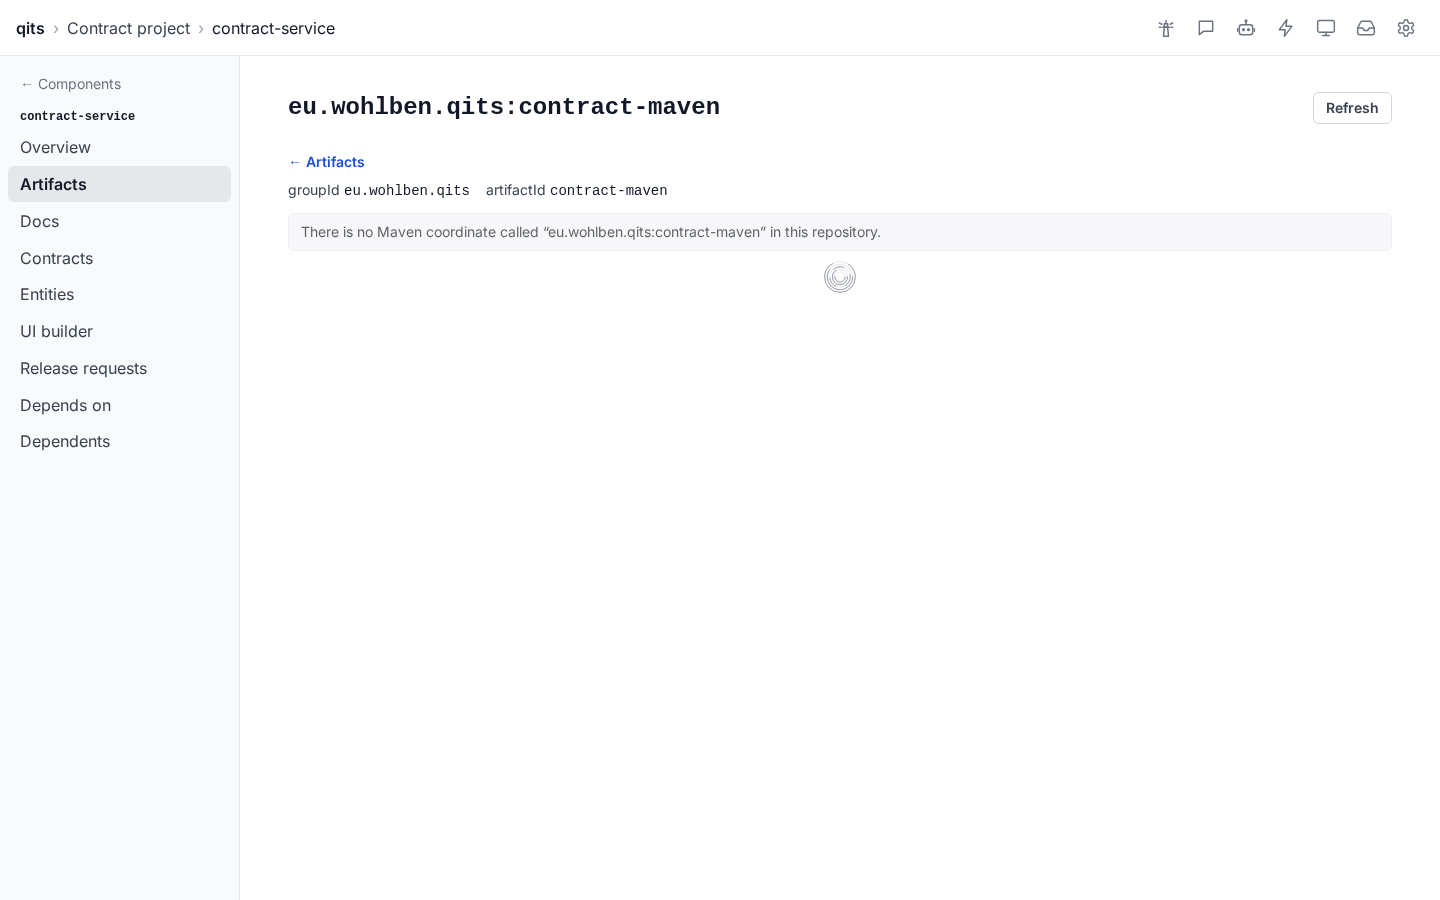 qits › Contract project › contract-service
← Components
contract-service
Overview
Artifacts
Docs
Contracts
Entities
UI builder
Release requests
Depends on
Dependents
eu.wohlben.qits:contract-maven
Refresh
← Artifacts
groupId eu.wohlben.qits artifactId contract-maven
There is no Maven coordinate called “eu.wohlben.qits:contract-maven” in this repository.